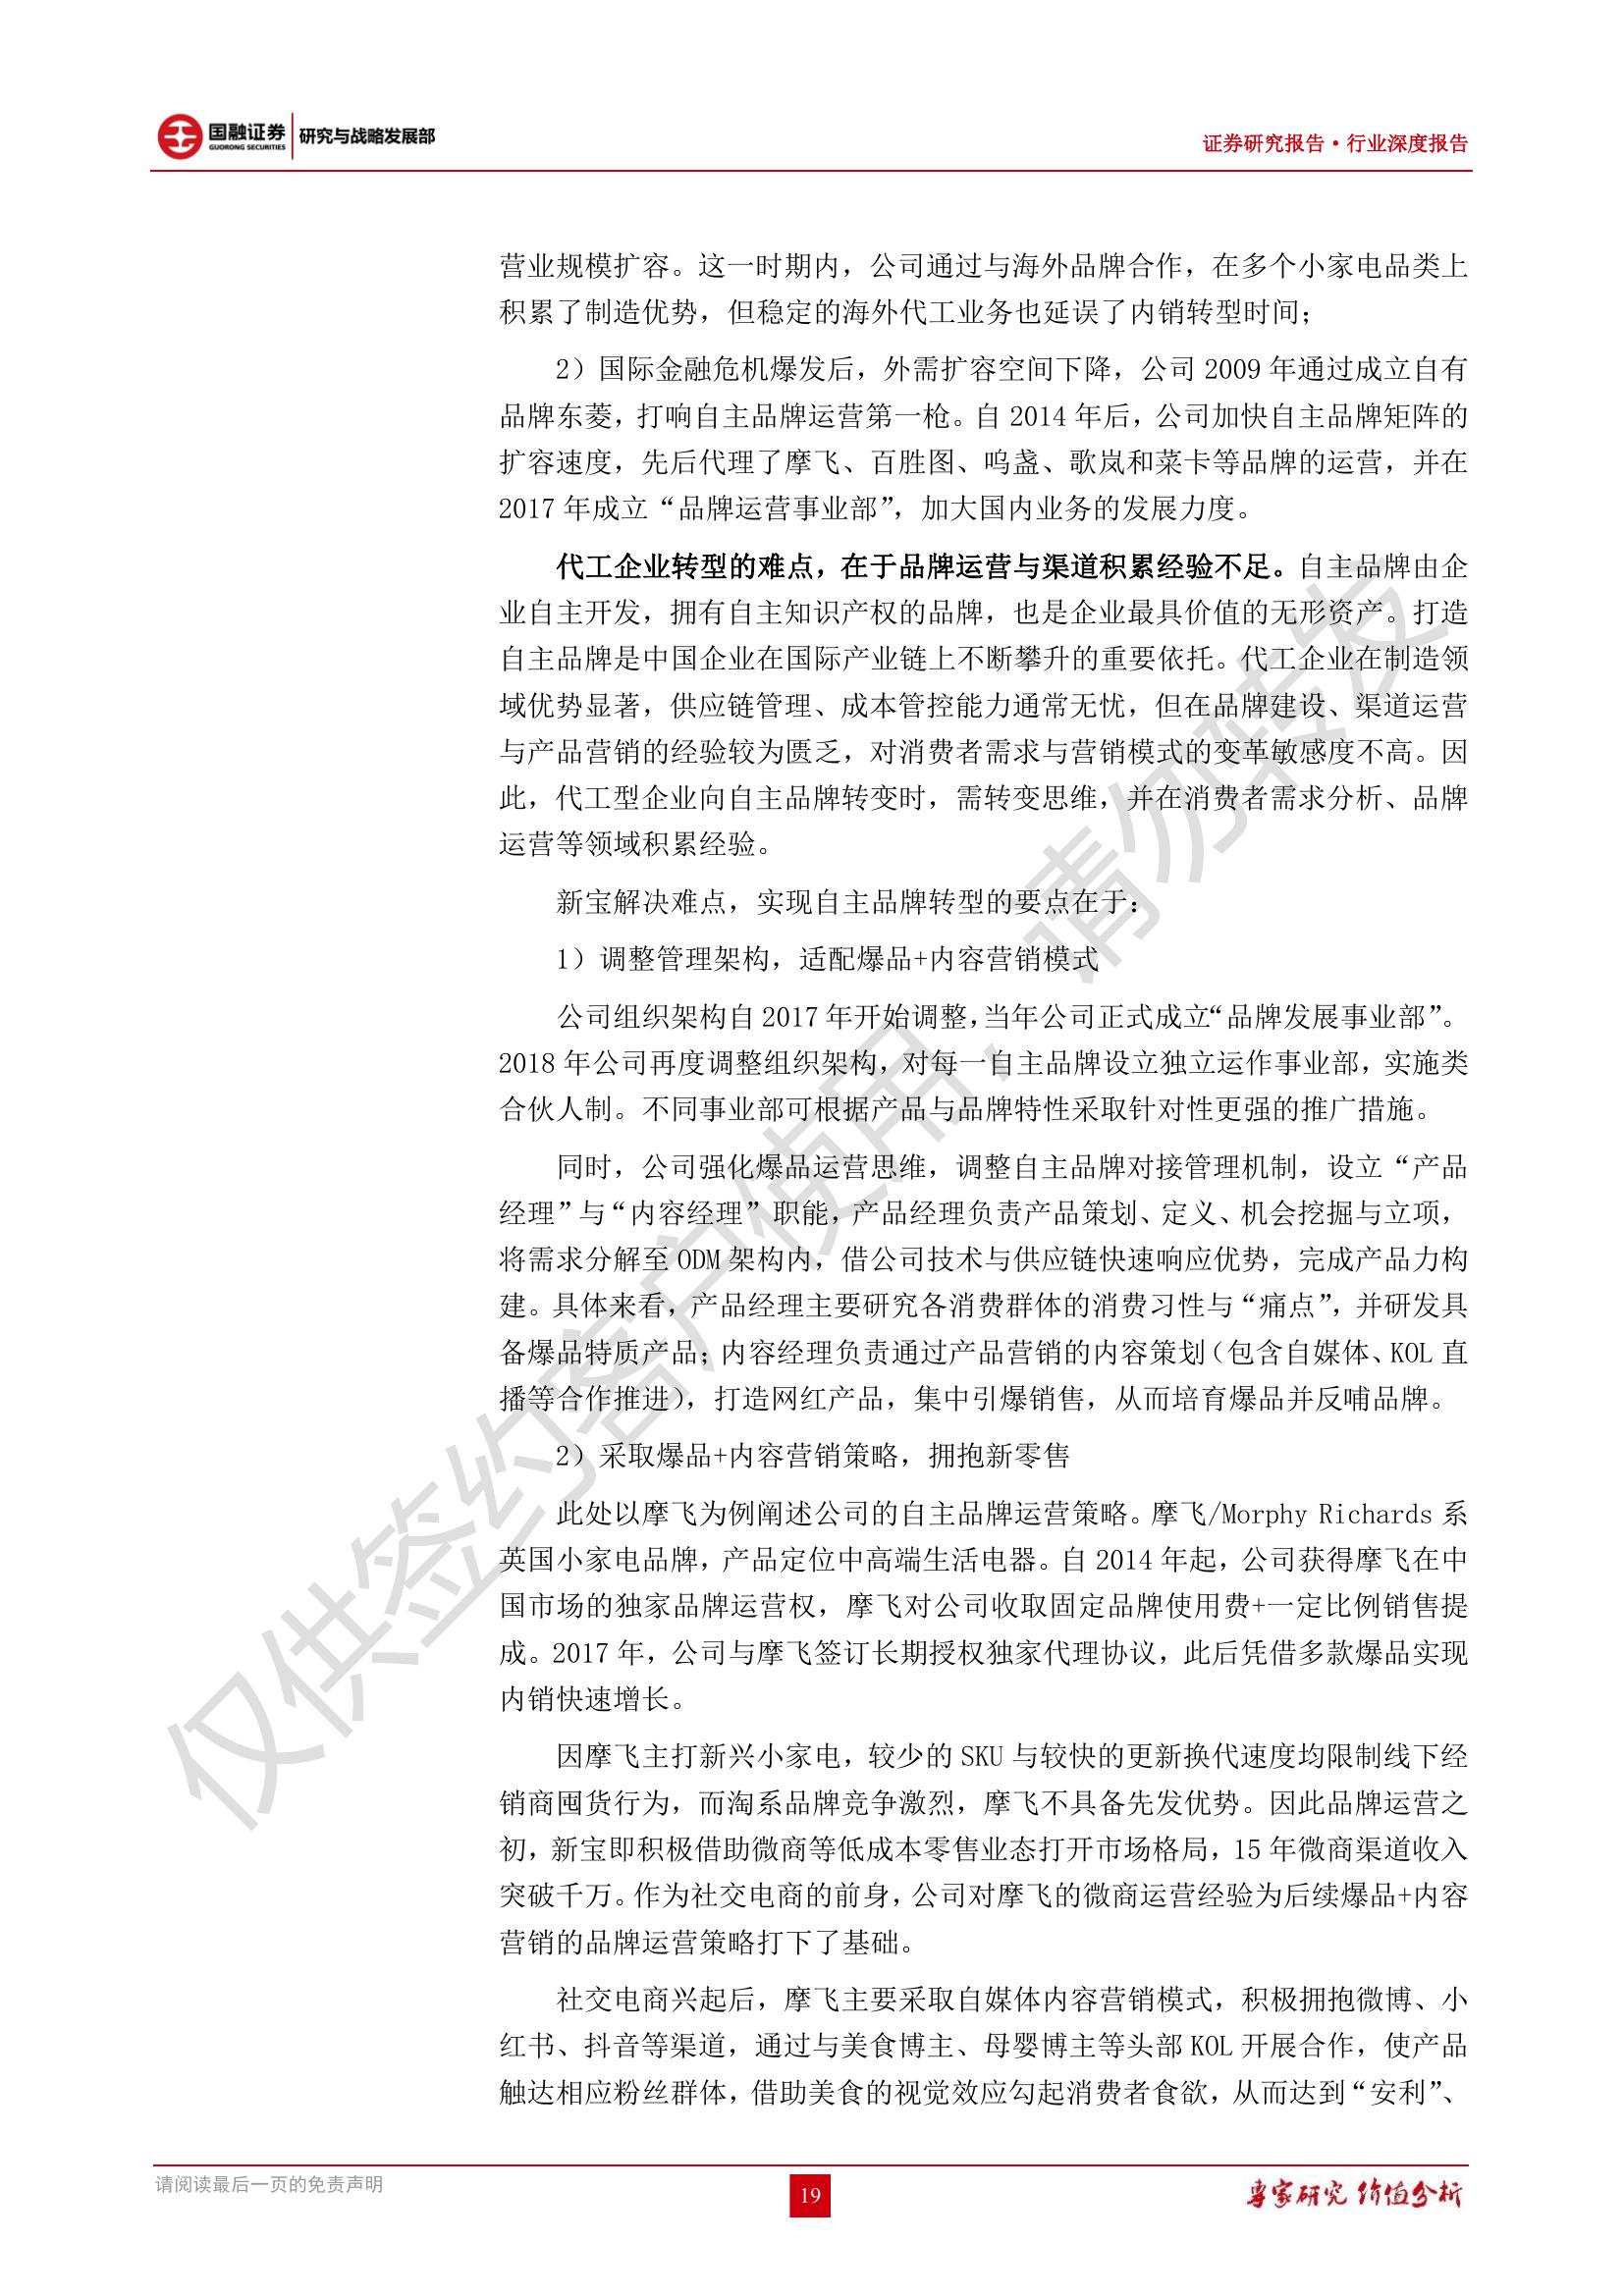 国融证券
GUORONG SECURITIES
研究与战略发展部
证券研究报告·行业深度报告
营业规模扩容。这一时期内，公司通过与海外品牌合作，在多个小家电品类上
积累了制造优势，但稳定的海外代工业务也延误了内销转型时间；
2）国际金融危机爆发后，外需扩容空间下降，公司 2009 年通过成立自有
品牌东菱，打响自主品牌运营第一枪。自 2014 年后，公司加快自主品牌矩阵的
扩容速度，先后代理了摩飞、百胜图、鸣盏、歌岚和菜卡等品牌的运营，并在
2017 年成立“品牌运营事业部”，加大国内业务的发展力度。
代工企业转型的难点，在于品牌运营与渠道积累经验不足。自主品牌由企
业自主开发，拥有自主知识产权的品牌，也是企业最具价值的无形资产。打造
自主品牌是中国企业在国际产业链上不断攀升的重要依托。代工企业在制造领
域优势显著，供应链管理、成本管控能力通常无忧，但在品牌建设、渠道运营
与产品营销的经验较为匮乏，对消费者需求与营销模式的变革敏感度不高。因
此，代工型企业向自主品牌转变时，需转变思维，并在消费者需求分析、品牌
运营等领域积累经验。
新宝解决难点，实现自主品牌转型的要点在于：
1）调整管理架构，适配爆品+内容营销模式
公司组织架构自 2017 年开始调整，当年公司正式成立“品牌发展事业部”。
2018 年公司再度调整组织架构，对每一自主品牌设立独立运作事业部，实施类
合伙人制。不同事业部可根据产品与品牌特性采取针对性更强的推广措施。
同时，公司强化爆品运营思维，调整自主品牌对接管理机制，设立“产品
经理”与“内容经理”职能，产品经理负责产品策划、定义、机会挖掘与立项，
将需求分解至 ODM 架构内，借公司技术与供应链快速响应优势，完成产品力构
建。具体来看，产品经理主要研究各消费群体的消费习性与“痛点”，并研发具
备爆品特质产品；内容经理负责通过产品营销的内容策划（包含自媒体、KOL 直
播等合作推进），打造网红产品，集中引爆销售，从而培育爆品并反哺品牌。
2）采取爆品+内容营销策略，拥抱新零售
此处以摩飞为例阐述公司的自主品牌运营策略。摩飞/Morphy Richards 系
英国小家电品牌，产品定位中高端生活电器。自 2014 年起，公司获得摩飞在中
国市场的独家品牌运营权，摩飞对公司收取固定品牌使用费+一定比例销售提
成。2017 年，公司与摩飞签订长期授权独家代理协议，此后凭借多款爆品实现
内销快速增长。
因摩飞主打新兴小家电，较少的 SKU 与较快的更新换代速度均限制线下经
销商囤货行为，而淘系品牌竞争激烈，摩飞不具备先发优势。因此品牌运营之
初，新宝即积极借助微商等低成本零售业态打开市场格局，15 年微商渠道收入
突破千万。作为社交电商的前身，公司对摩飞的微商运营经验为后续爆品+内容
营销的品牌运营策略打下了基础。
社交电商兴起后，摩飞主要采取自媒体内容营销模式，积极拥抱微博、小
红书、抖音等渠道，通过与美食博主、母婴博主等头部 KOL 开展合作，使产品
触达相应粉丝群体，借助美食的视觉效应勾起消费者食欲，从而达到“安利”、
仅供签约客户使用，请勿转发
请阅读最后一页的免责声明
19
专家研究 价值分析